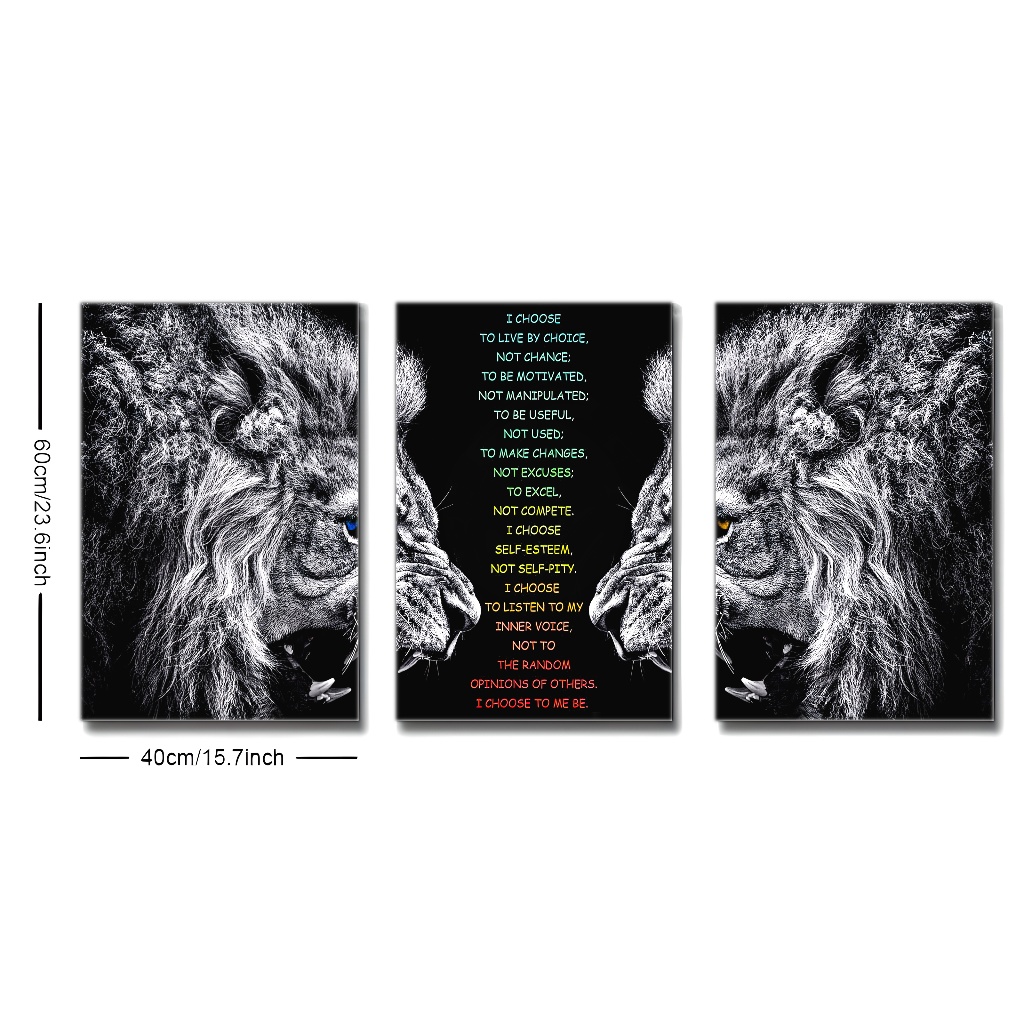 I CHOOSE
TO LIVE BY CHOICE,
NOT CHANCE;
TO BE MOTIVATED,
NOT MANIPULATED;
TO BE USEFUL,
NOT USED;
TO MAKE CHANGES,
NOT EXCUSES;
TO EXCEL,
NOT COMPETE.
I CHOOSE
SELF-ESTEEM,
NOT SELF-PITY.
I CHOOSE
TO LISTEN TO MY
INNER VOICE,
NOT TO
THE RANDOM
OPINIONS OF OTHERS.
I CHOOSE TO ME BE.
60cm/23.6inch
40cm/15.7inch